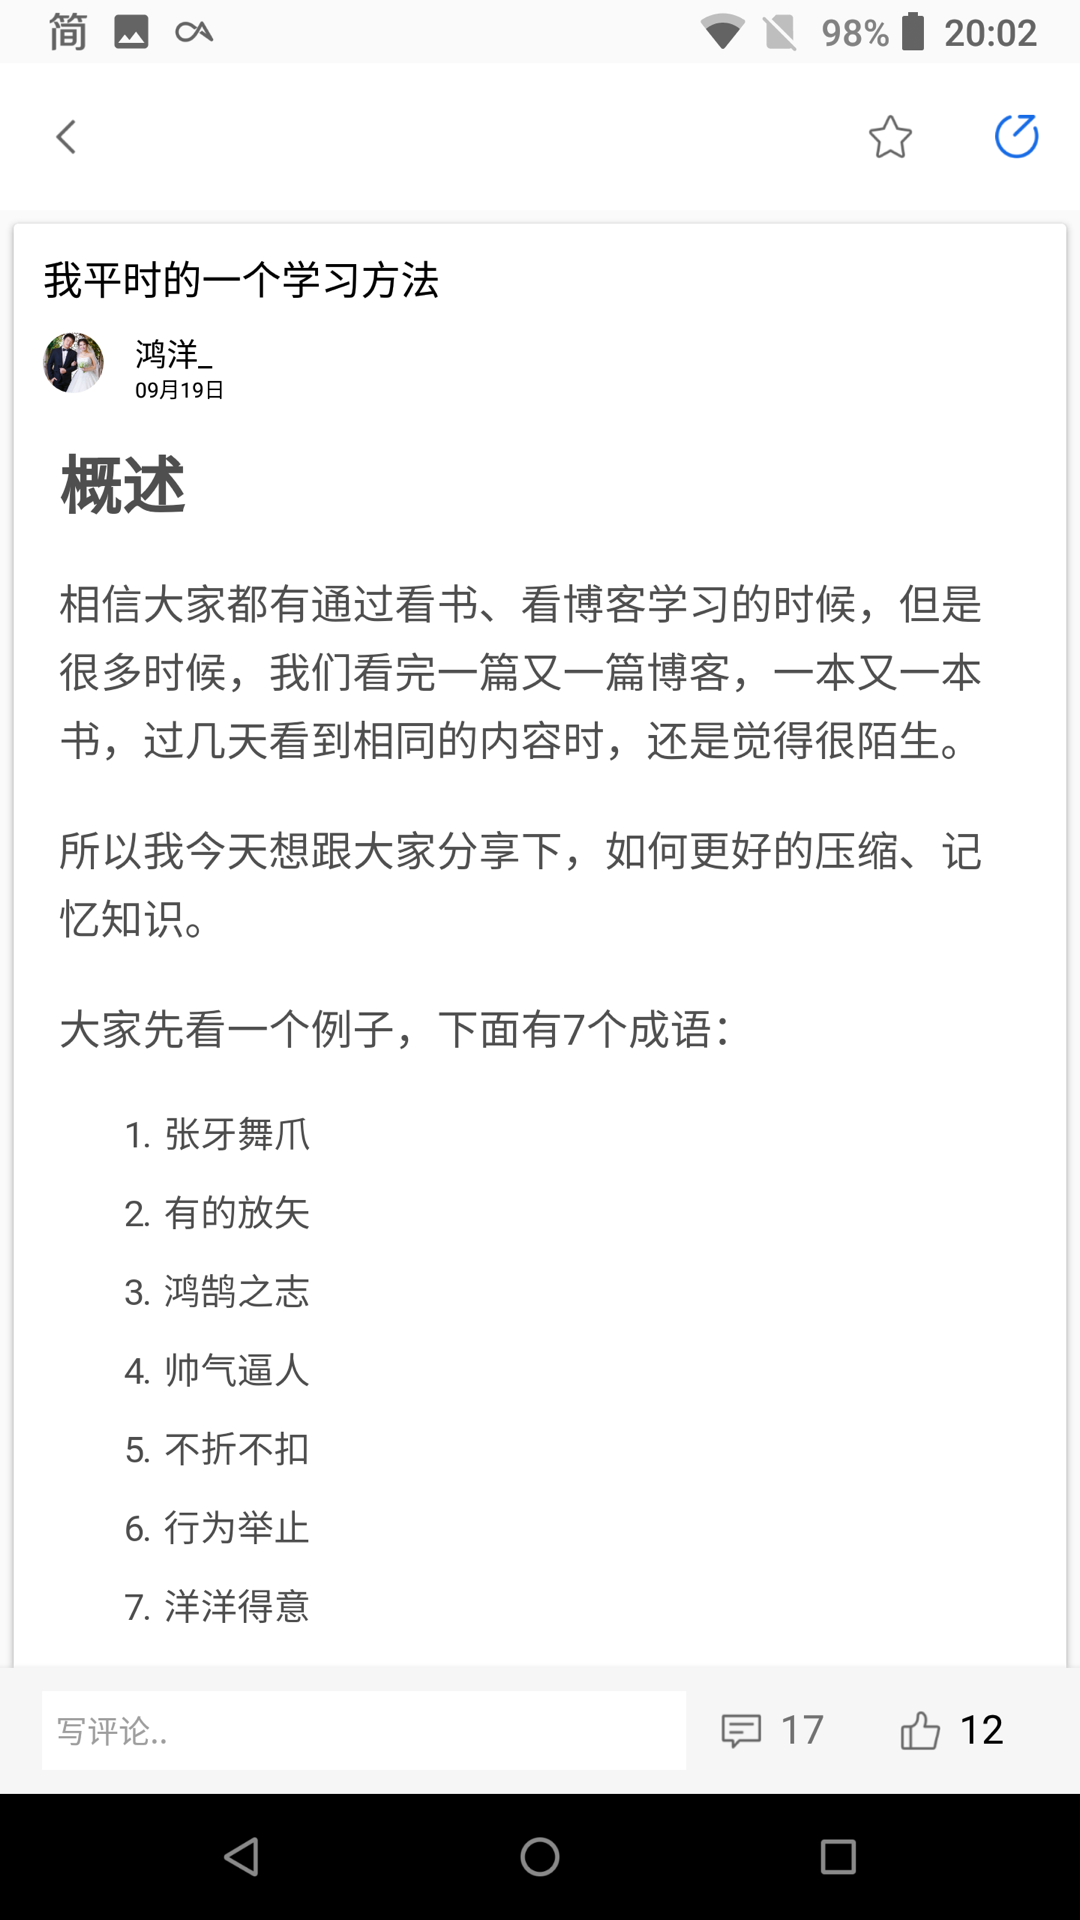 简 98% 20:02
我平时的一个学习方法
鸿洋_
09月19日
概述
相信大家都有通过看书、看博客学习的时候，但是
很多时候，我们看完一篇又一篇博客，一本又一本
书，过几天看到相同的内容时，还是觉得很陌生。
所以我今天想跟大家分享下，如何更好的压缩、记
忆知识。
大家先看一个例子，下面有7个成语：
1. 张牙舞爪
2. 有的放矢
3. 鸿鹄之志
4. 帅气逼人
5. 不折不扣
6. 行为举止
7. 洋洋得意
写评论.. 17 12